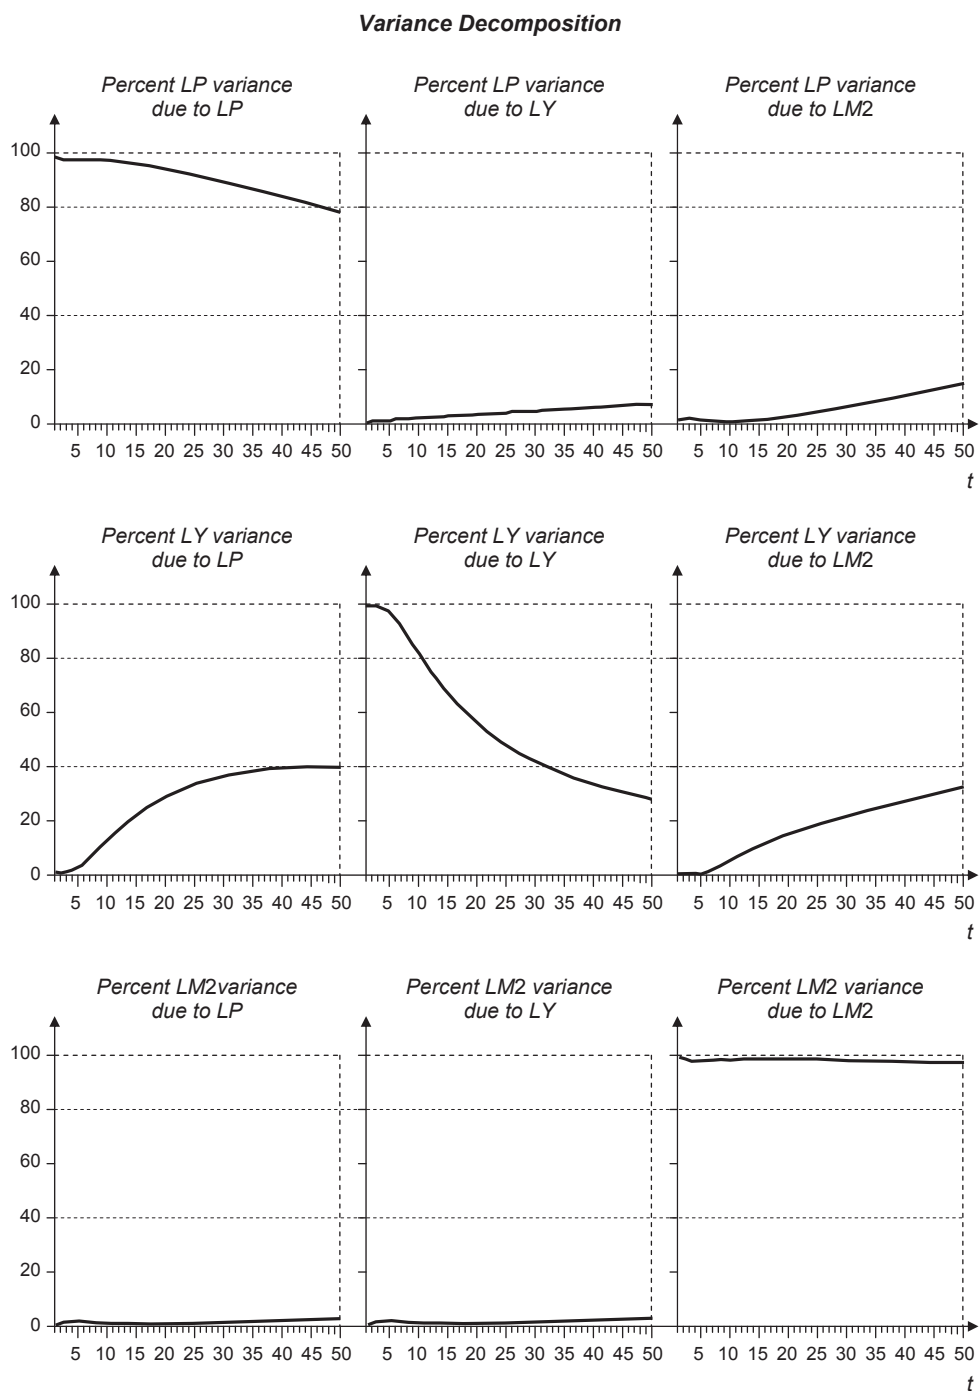 Variance Decomposition
Percent LP variance
due to LP
Percent LP variance
due to LY
Percent LP variance
due to LM2
100
80
60
40
20
0
5 10 15 20 25 30 35 40 45 50
5 10 15 20 25 30 35 40 45 50
5 10 15 20 25 30 35 40 45 50
t
Percent LY variance
due to LP
Percent LY variance
due to LY
Percent LY variance
due to LM2
100
80
60
40
20
0
5 10 15 20 25 30 35 40 45 50
5 10 15 20 25 30 35 40 45 50
5 10 15 20 25 30 35 40 45 50
t
Percent LM2variance
due to LP
Percent LM2 variance
due to LY
Percent LM2 variance
due to LM2
100
80
60
40
20
0
5 10 15 20 25 30 35 40 45 50
5 10 15 20 25 30 35 40 45 50
5 10 15 20 25 30 35 40 45 50
t